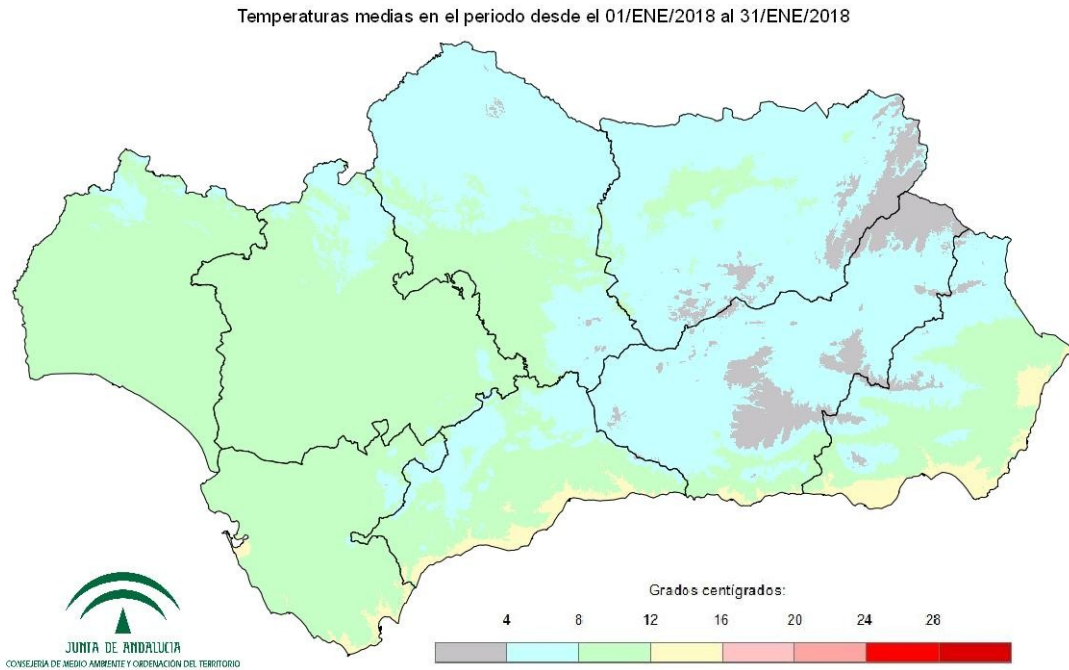 Temperaturas medias en el periodo desde el 01/ENE/2018 al 31/ENE/2018
Grados centígrados:
4 8 12 16 20 24 28
JUNTA DE ANDALUCIA
CONSEJERÍA DE MEDIO AMBIENTE Y ORDENACIÓN DEL TERRITORIO